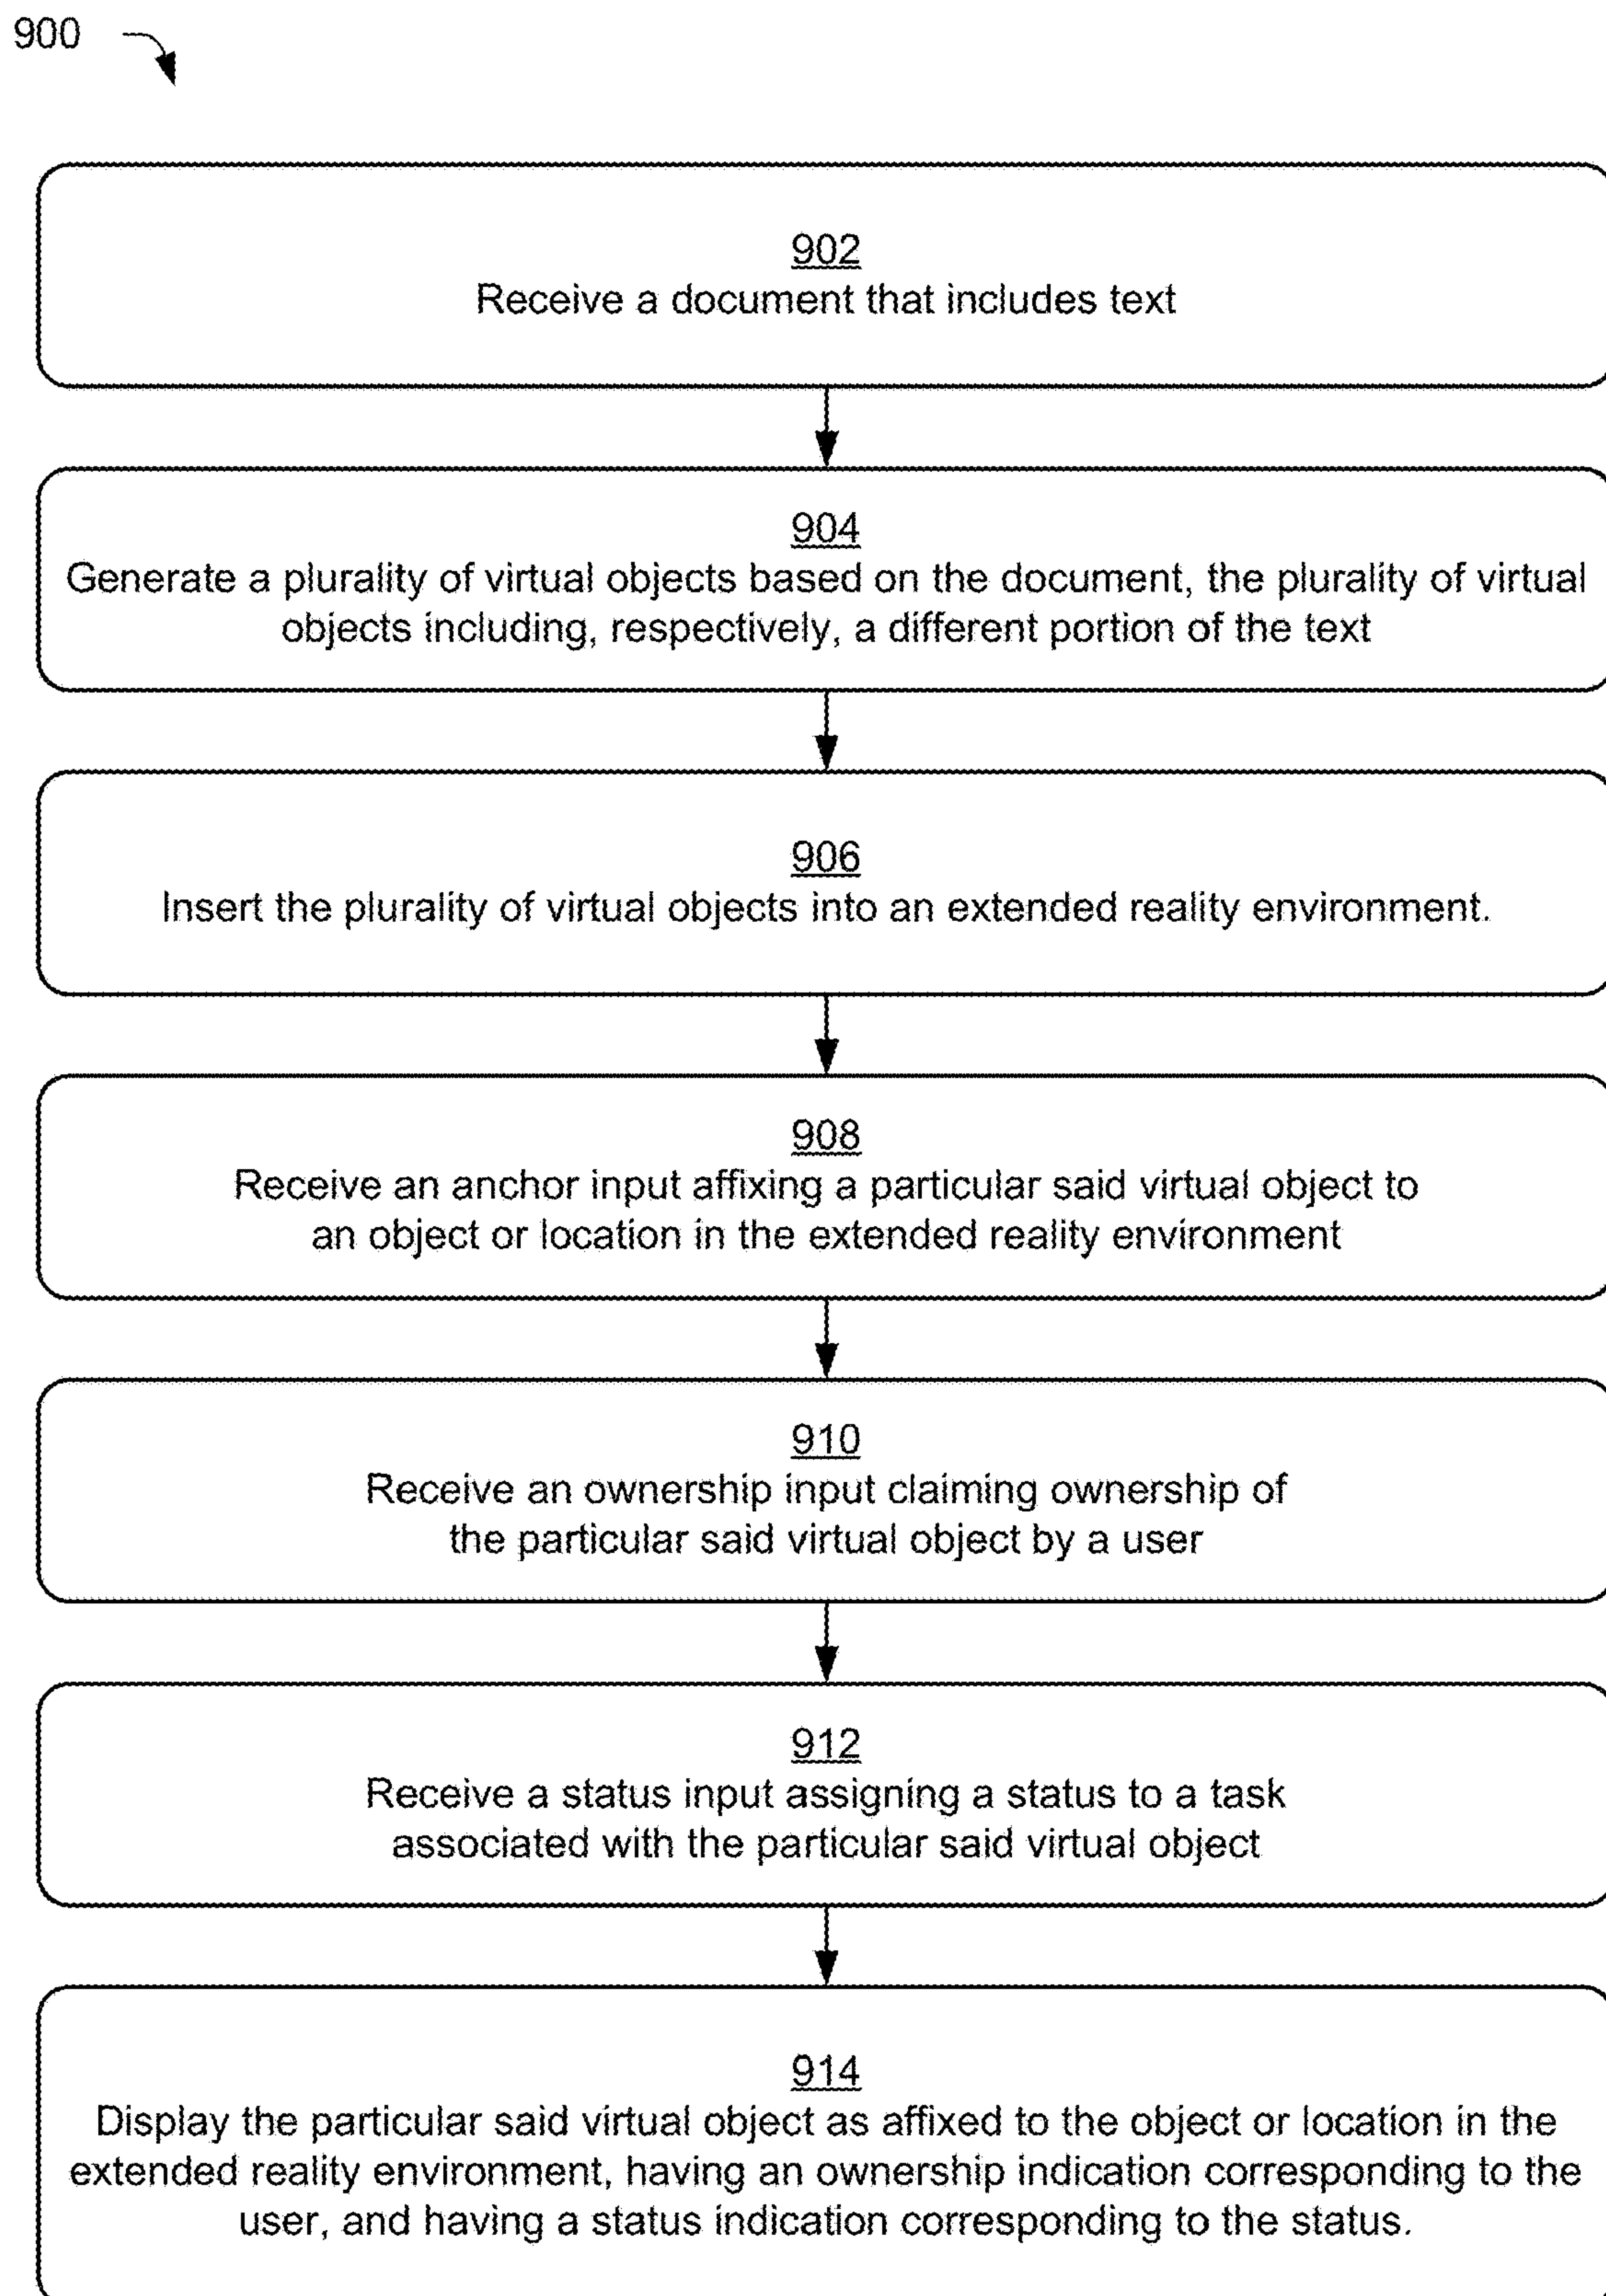 900
902
Receive a document that includes text
904
Generate a plurality of virtual objects based on the document, the plurality of virtual
objects including, respectively, a different portion of the text
906
Insert the plurality of virtual objects into an extended reality environment.
908
Receive an anchor input affixing a particular said virtual object to
an object or location in the extended reality environment
910
Receive an ownership input claiming ownership of
the particular said virtual object by a user
912
Receive a status input assigning a status to a task
associated with the particular said virtual object
914
Display the particular said virtual object as affixed to the object or location in the
extended reality environment, having an ownership indication corresponding to the
user, and having a status indication corresponding to the status.